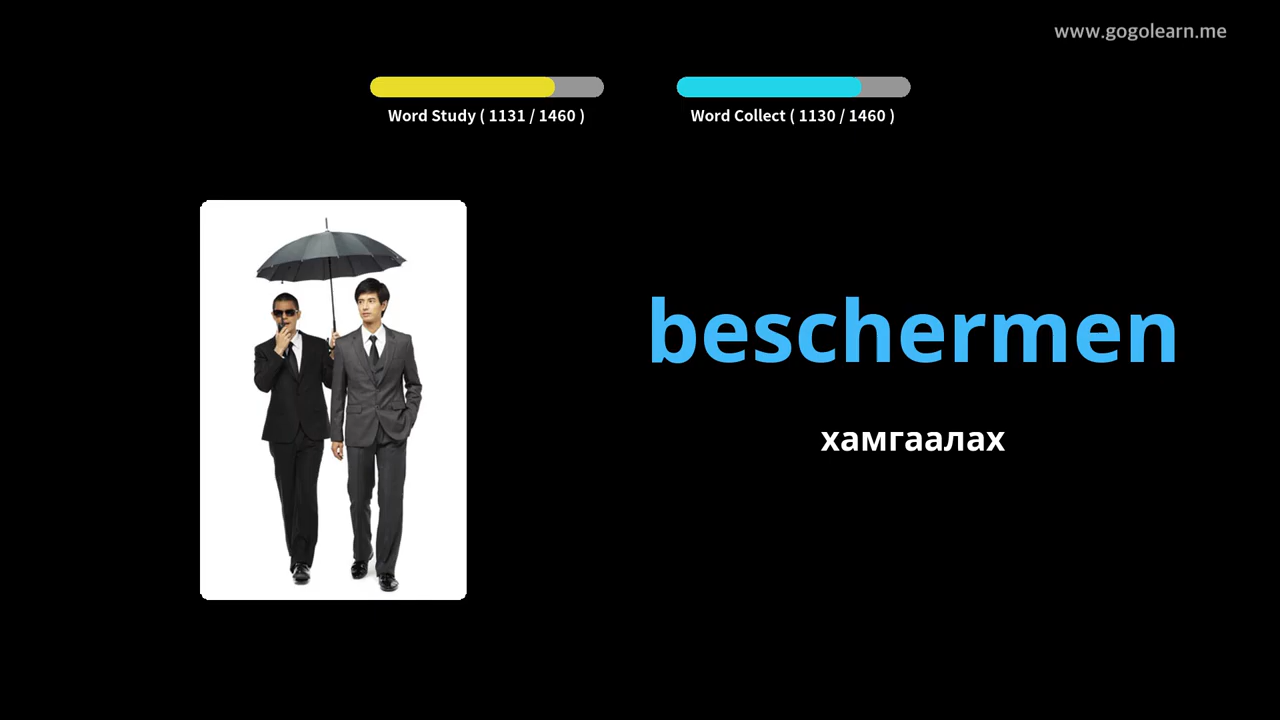 www.gogolearn.me
Word Study ( 1131 / 1460 )
Word Collect ( 1130 / 1460 )
beschermen
хамгаалах